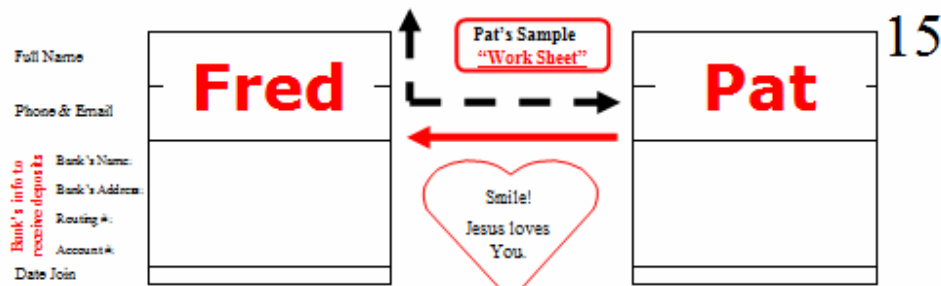 Pat's Sample
"Work Sheet"
15
Full Name
Fred
Pat
Phone & Email
Bank's info to
receive deposits
Bank's Name:
Bank's Address:
Routing #:
Account #:
Date Join
Smile!
Jesus loves
You.